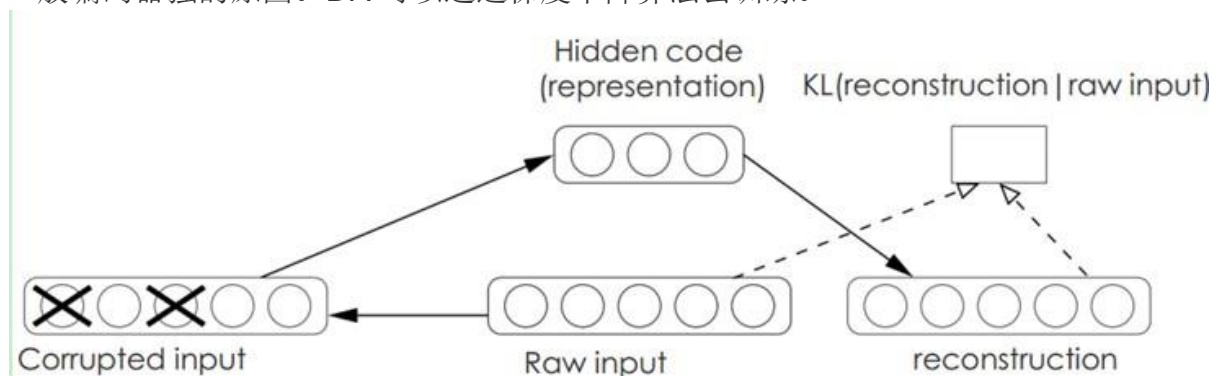 Hidden code
(representation)
KL(reconstruction|raw input)
Corrupted input
Raw input
reconstruction